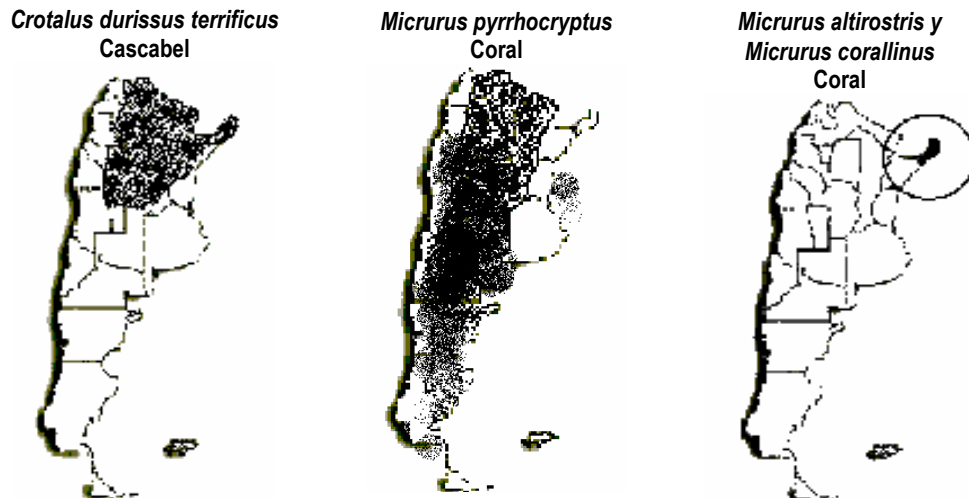 Crotalus durissus terrificus
Cascabel
Micrurus pyrrhocryptus
Coral
Micrurus altirostris y
Micrurus corallinus
Coral